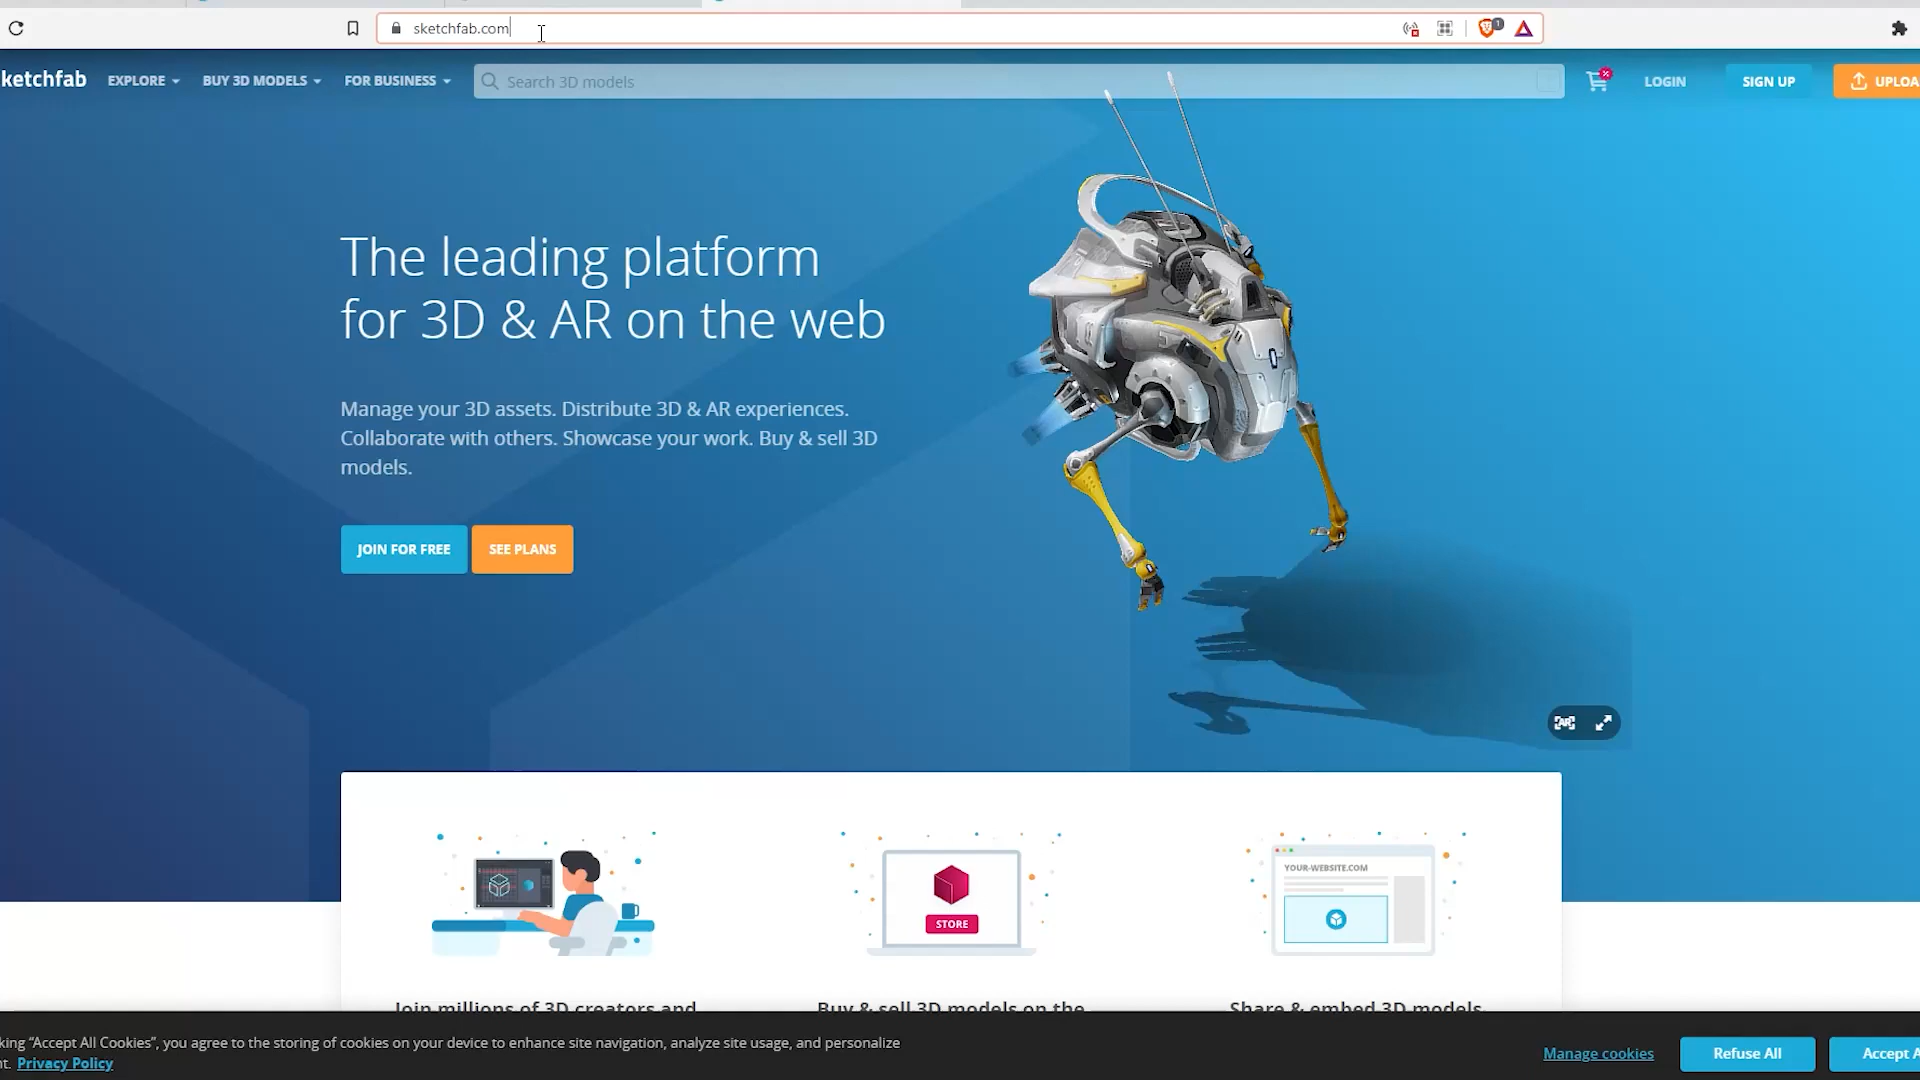 sketchfab.com
1
ketchfab
EXPLORE
BUY 3D MODELS
FOR BUSINESS
Search 3D models
LOGIN
SIGN UP
UPLOA
The leading platform
for 3D & AR on the web
Manage your 3D assets. Distribute 3D & AR experiences.
Collaborate with others. Showcase your work. Buy & sell 3D
models.
JOIN FOR FREE
SEE PLANS
AR
STORE
YOUR-WEBSITE.COM
Join millions of 3D creators and
Buy & sell 3D models on the
Share & embed 3D models
king “Accept All Cookies”, you agree to the storing of cookies on your device to enhance site navigation, analyze site usage, and personalize
t. Privacy Policy
Manage cookies
Refuse All
Accept A